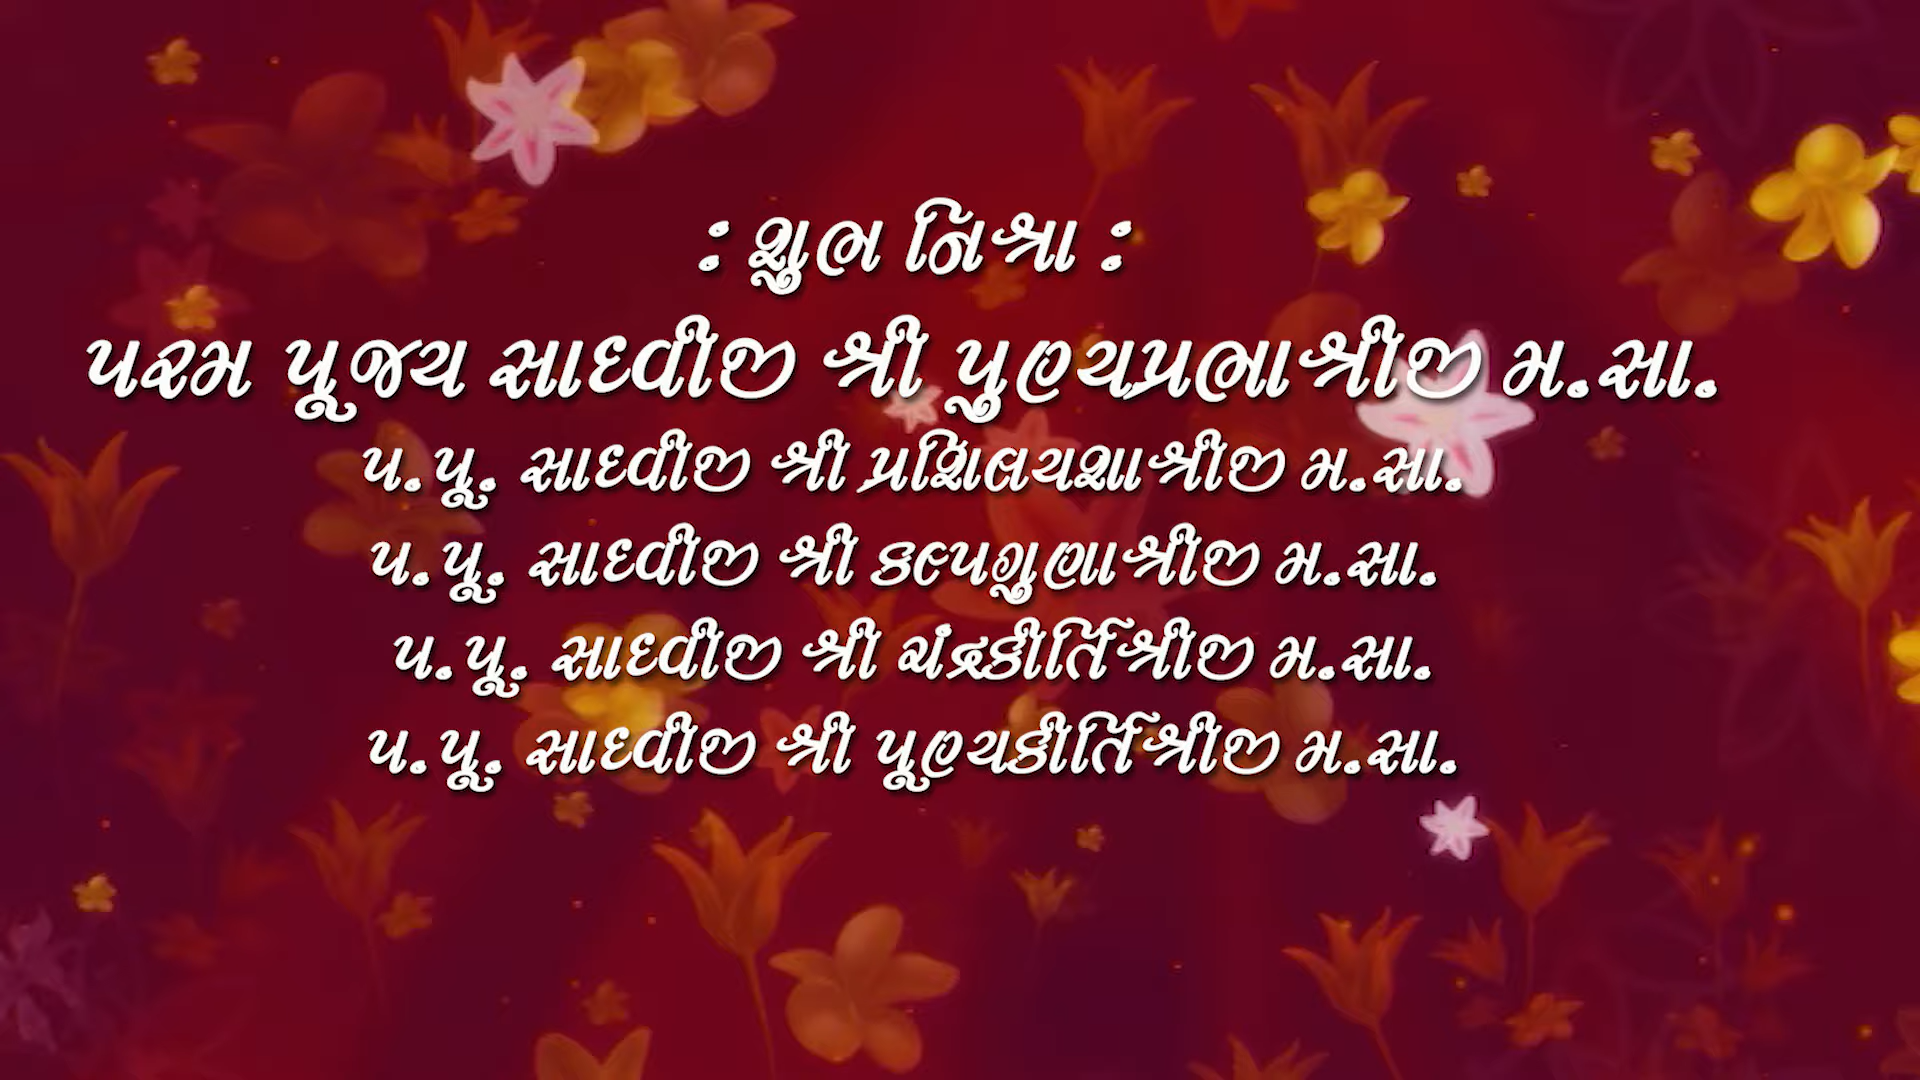 : શુભ નિશ્રા :
પરમ પૂજ્ય સાધ્વીજી શ્રી પુણ્યપ્રભાશ્રીજી મ.સા.
પ.પૂ. સાધ્વીજી શ્રી પ્રશિલયશાશ્રીજી મ.સા.
પ.પૂ. સાધ્વીજી શ્રી કલ્પગુણાશ્રીજી મ.સા.
પ.પૂ. સાધ્વીજી શ્રી ચંદ્રકીર્તિશ્રીજી મ.સા.
પ.પૂ. સાધ્વીજી શ્રી પૂણ્યકીર્તિશ્રીજી મ.સા.